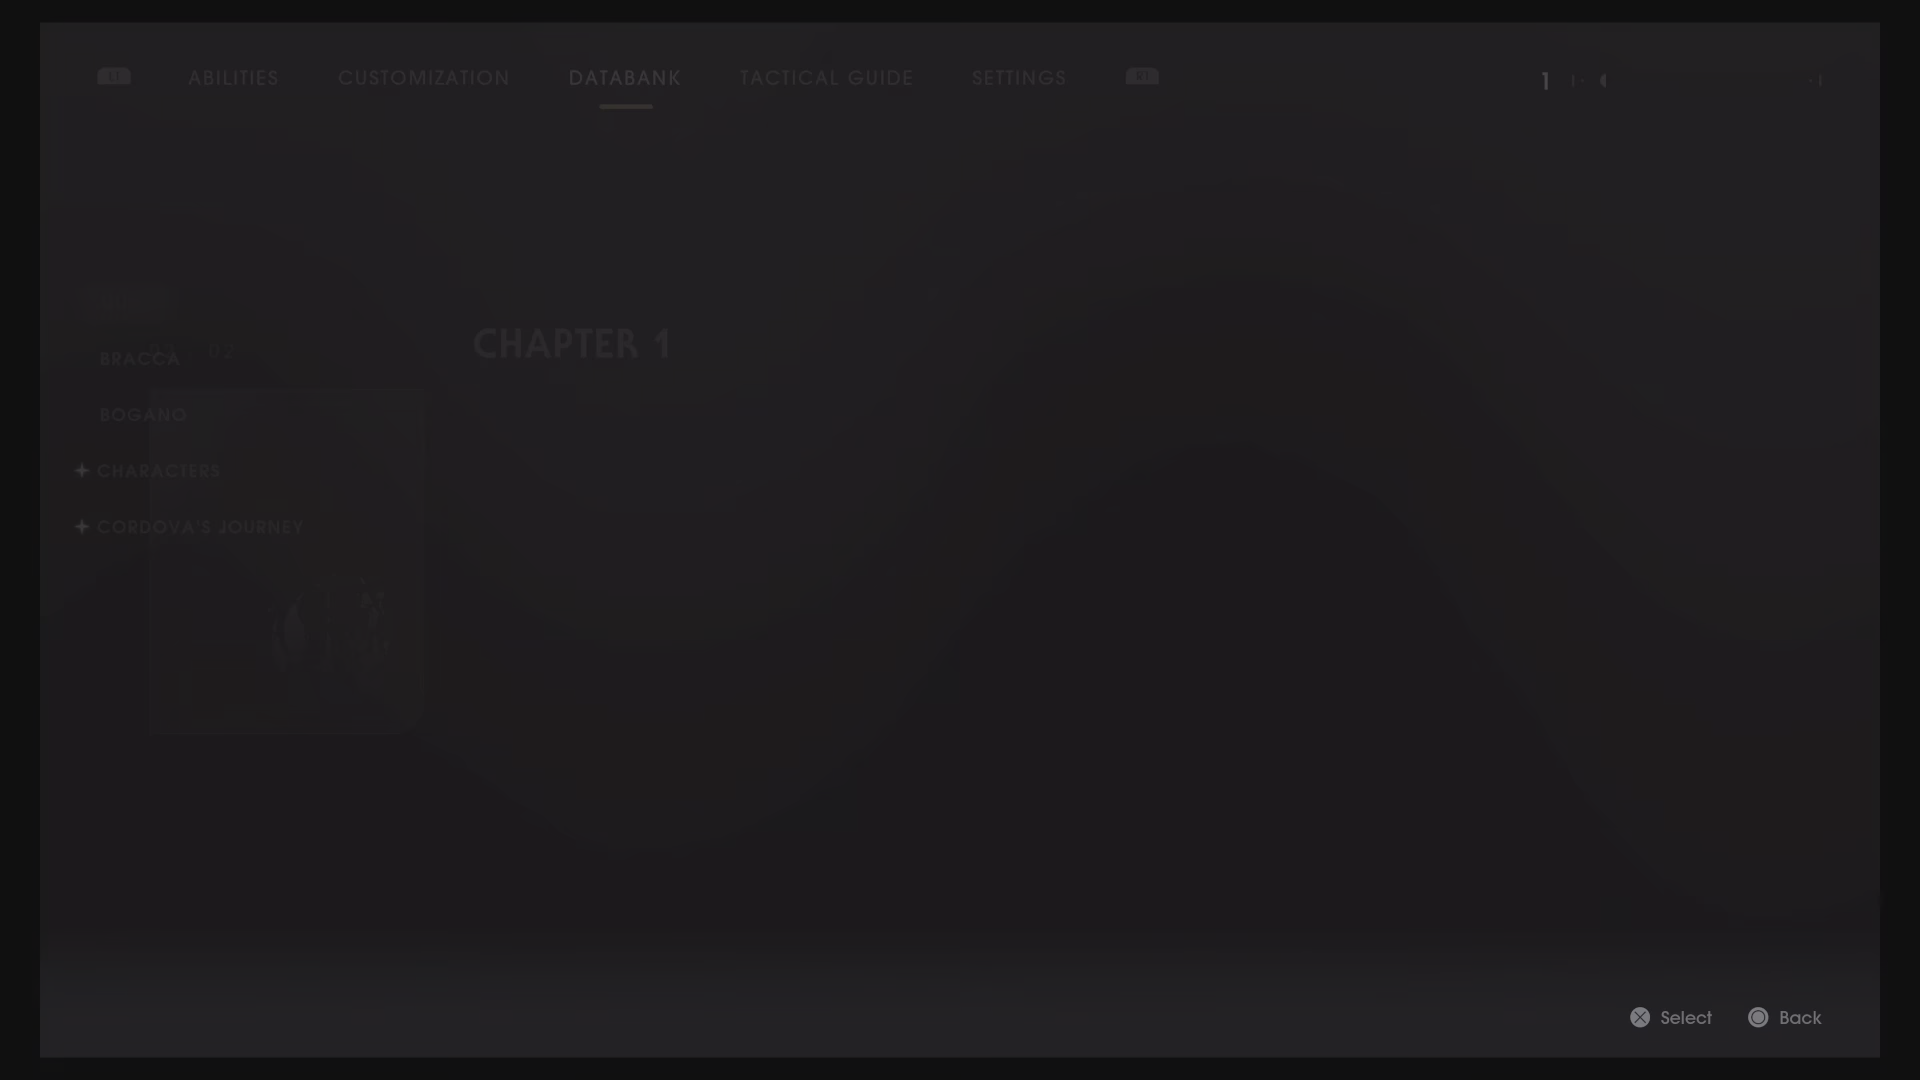 ABILITIES CUSTOMIZATION DATABANK TACTICAL GUIDE SETTINGS 1
CHAPTER 1
02
BRACCA
BOGANO
CHARACTERS
CORDOVA'S JOURNEY
Select Back